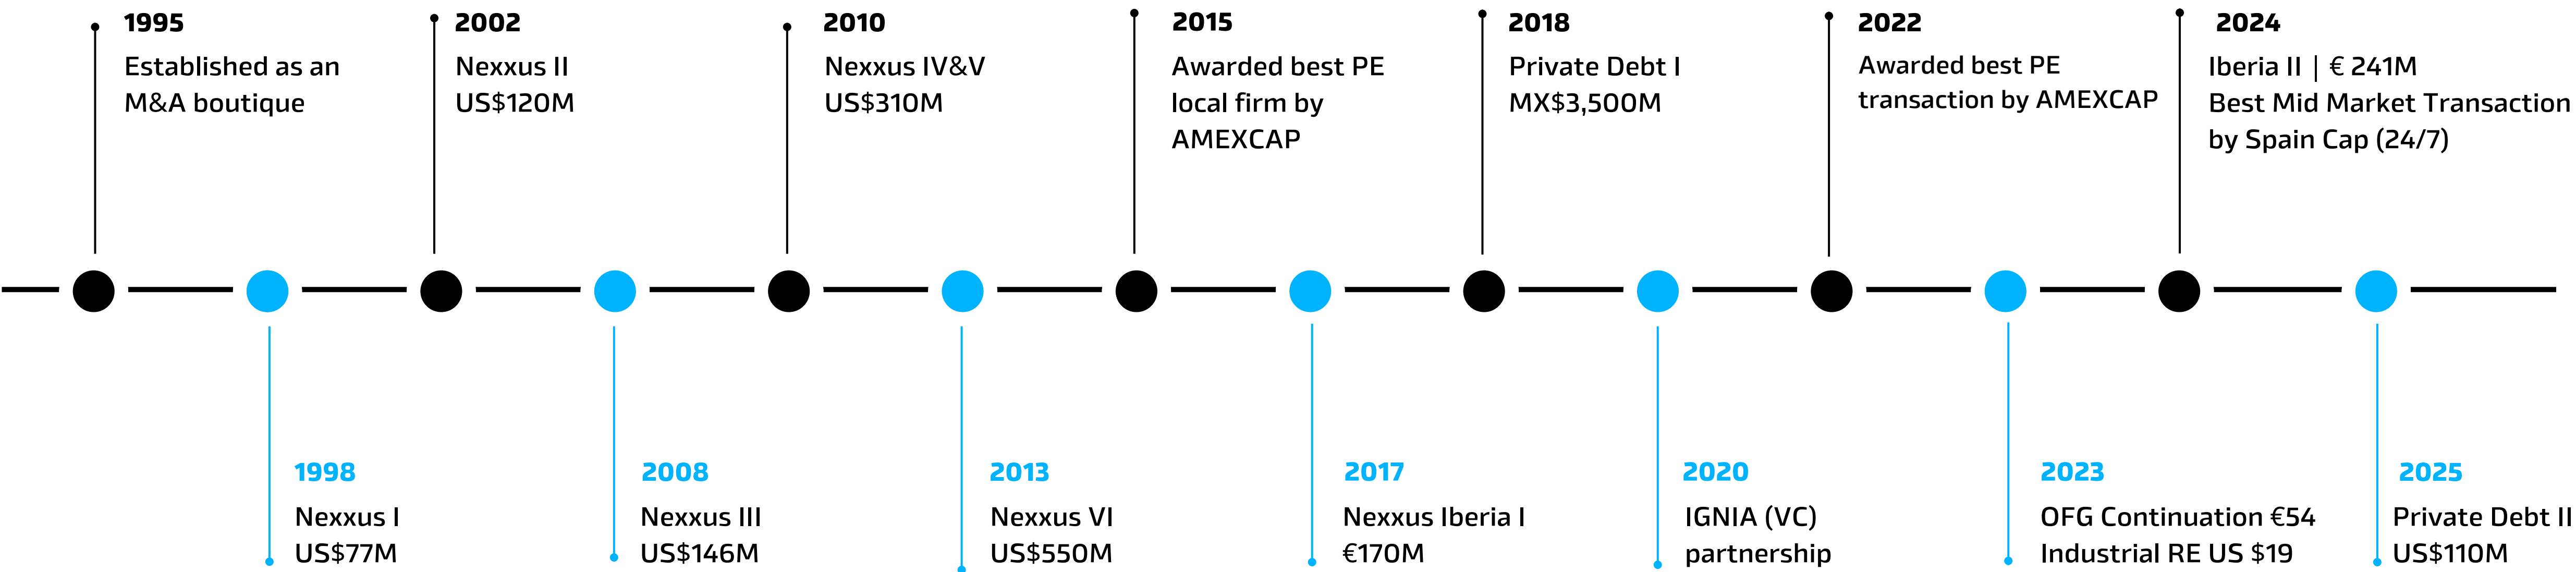 1995
Established as an
M&A boutique
1998
Nexxus I
US$77M
2002
Nexxus II
US$120M
2008
Nexxus III
US$146M
2010
Nexxus IV&V
US$310M
2013
Nexxus VI
US$550M
2015
Awarded best PE
local firm by
AMEXCAP
2017
Nexxus Iberia I
€170M
2018
Private Debt I
MX$3,500M
2020
IGNIA (VC)
partnership
2022
Awarded best PE
transaction by AMEXCAP
2023
OFG Continuation €54
Industrial RE US $19
2024
Iberia II | € 241M
Best Mid Market Transaction
by Spain Cap (24/7)
2025
Private Debt II
US$110M